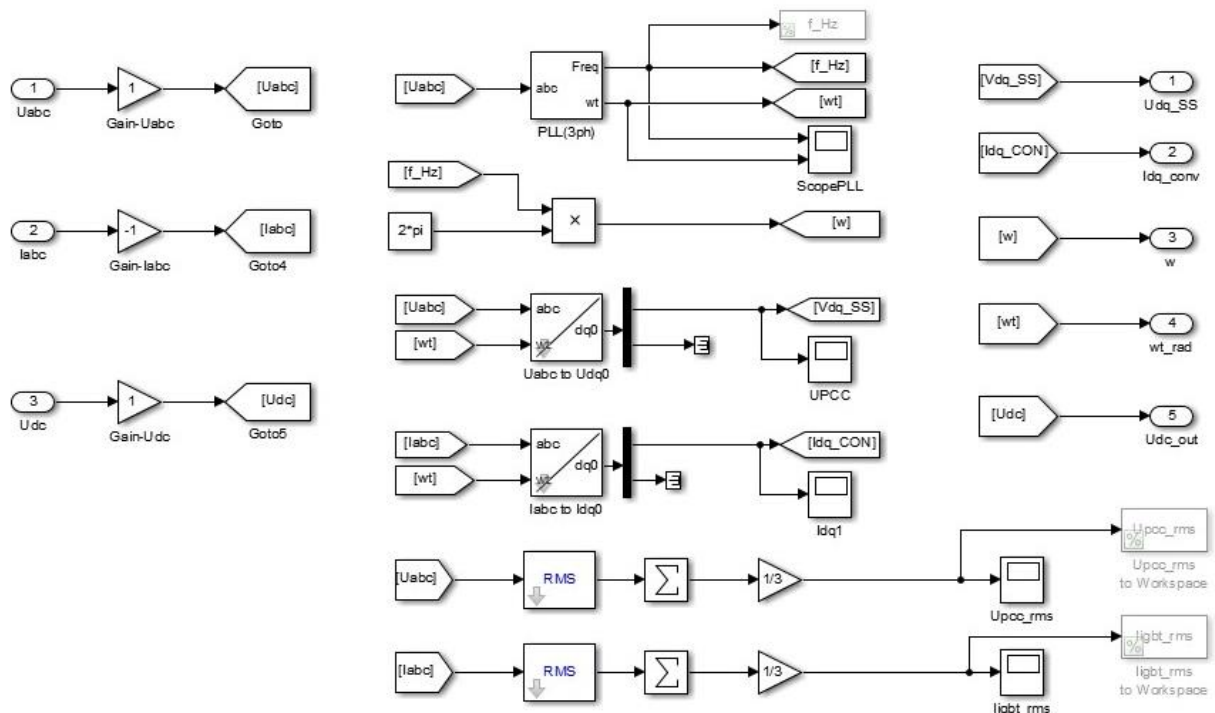 1
Uabc
1
Gain-Uabc
[Uabc]
Goto
2
Iabc
-1
Gain-Iabc
[Iabc]
Goto4
3
Udc
1
Gain-Udc
[Udc]
Goto5
f_Hz
[Uabc]
abc
Freq
wt
PLL(3ph)
[f_Hz]
[wt]
ScopePLL
[f_Hz]
2*pi
×
[w]
[Uabc]
[wt]
abc
wt
dq0
Uabc to Udq0
[Vdq_SS]
UPCC
[Iabc]
[wt]
abc
wt
dq0
Iabc to Idq0
[Idq_CON]
Idq1
[Uabc]
RMS
∑
1/3
Upcc_rms
Upcc_rms
Upcc_rms
to Workspace
[Iabc]
RMS
∑
1/3
Iigbt_rms
Iigbt_rms
Iigbt_rms
to Workspace
[Vdq_SS]
1
Udq_SS
[Idq_CON]
2
Idq_conv
[w]
3
w
[wt]
4
wt_rad
[Udc]
5
Udc_out